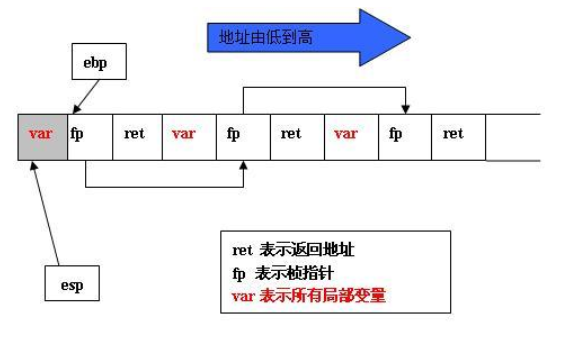 地址由低到高
ebp
var fp ret var fp ret var fp ret
esp
ret 表示返回地址
fp 表示桢指针
var 表示所有局部变量